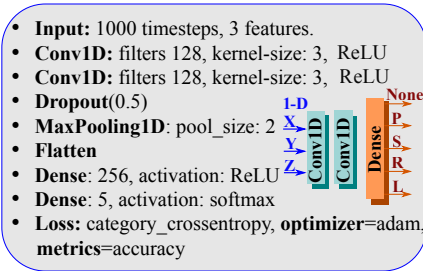 • Input: 1000 timesteps, 3 features.
• Conv1D: filters 128, kernel-size: 3, ReLU
• Conv1D: filters 128, kernel-size: 3, ReLU
• Dropout(0.5)
• MaxPooling1D: pool_size: 2
• Flatten
• Dense: 256, activation: ReLU
• Dense: 5, activation: softmax
• Loss: category_crossentropy, optimizer=adam,
metrics=accuracy
1-D
X
Y
Z
Conv1D
Conv1D
Dense
None
P
S
R
L